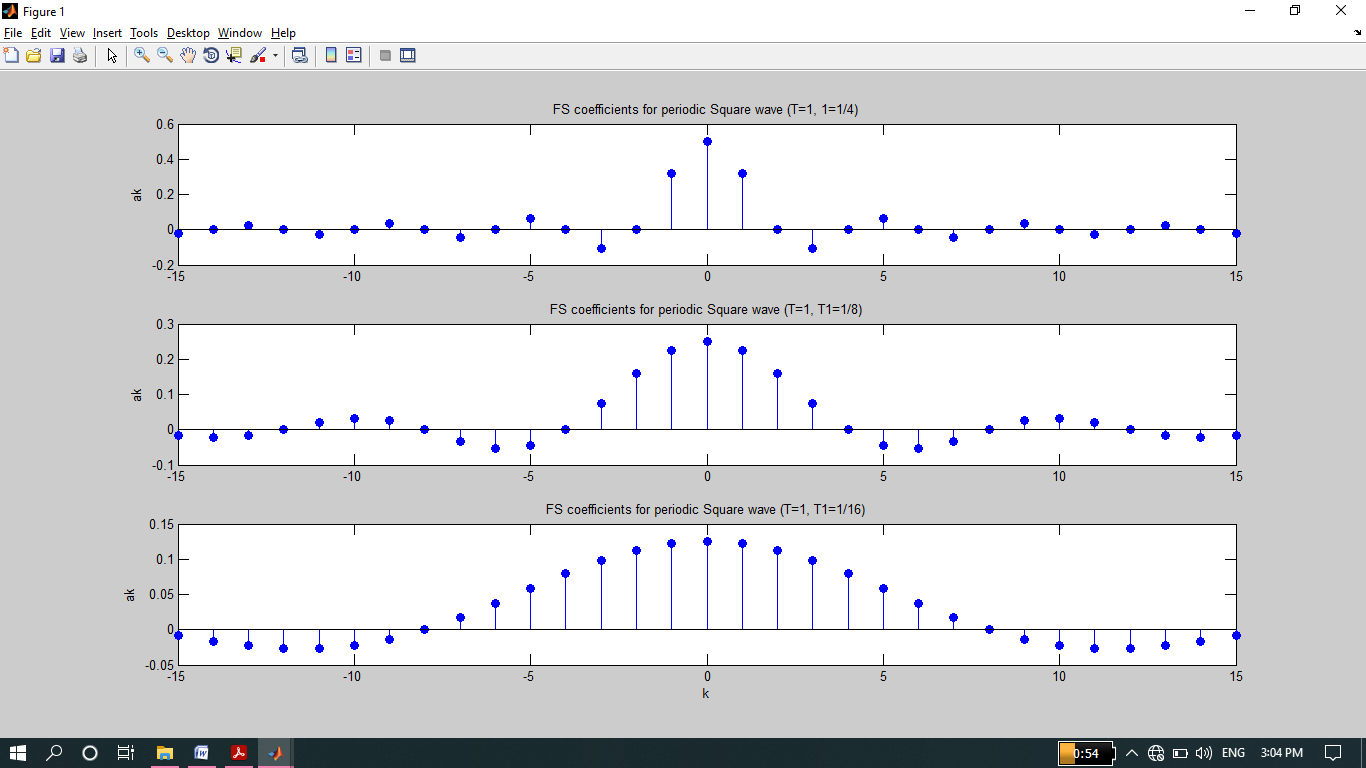 Figure 1
File Edit View Insert Tools Desktop Window Help
FS coefficients for periodic Square wave (T=1, 1=1/4)
0.6
0.4
0.2
0
-0.2
ak
-15 -10 -5 0 5 10 15
FS coefficients for periodic Square wave (T=1, T1=1/8)
0.3
0.2
0.1
0
-0.1
ak
-15 -10 -5 0 5 10 15
FS coefficients for periodic Square wave (T=1, T1=1/16)
0.15
0.1
0.05
0
-0.05
ak
-15 -10 -5 0 5 10 15
k
0:54 ENG 3:04 PM